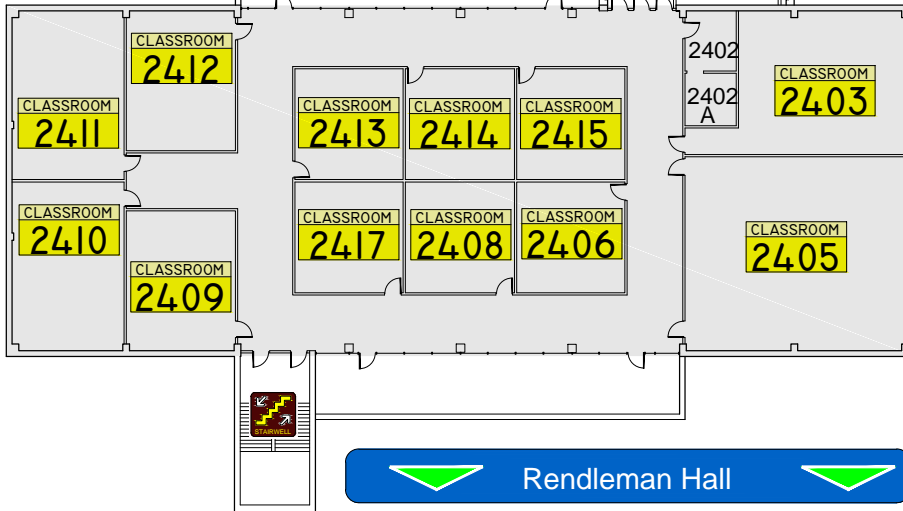 CLASSROOM
2412
2402
CLASSROOM
2403
CLASSROOM
2411
CLASSROOM
2413
CLASSROOM
2414
CLASSROOM
2415
2402
A
CLASSROOM
2410
CLASSROOM
2417
CLASSROOM
2408
CLASSROOM
2406
CLASSROOM
2405
CLASSROOM
2409
STAIRWELL
Rendleman Hall